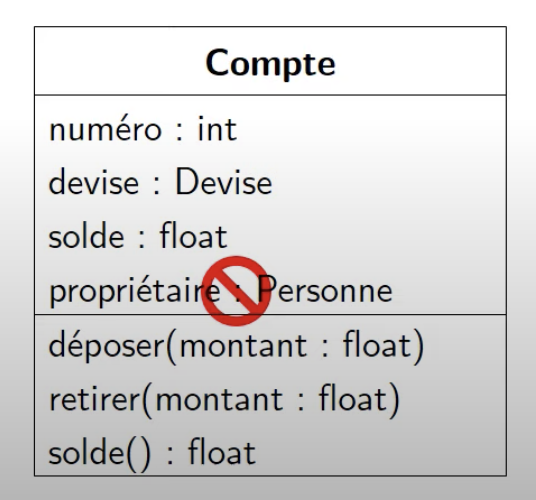 Compte
numéro : int
devise : Devise
solde : float
propriétaire : Personne
déposer(montant : float)
retirer(montant : float)
solde() : float